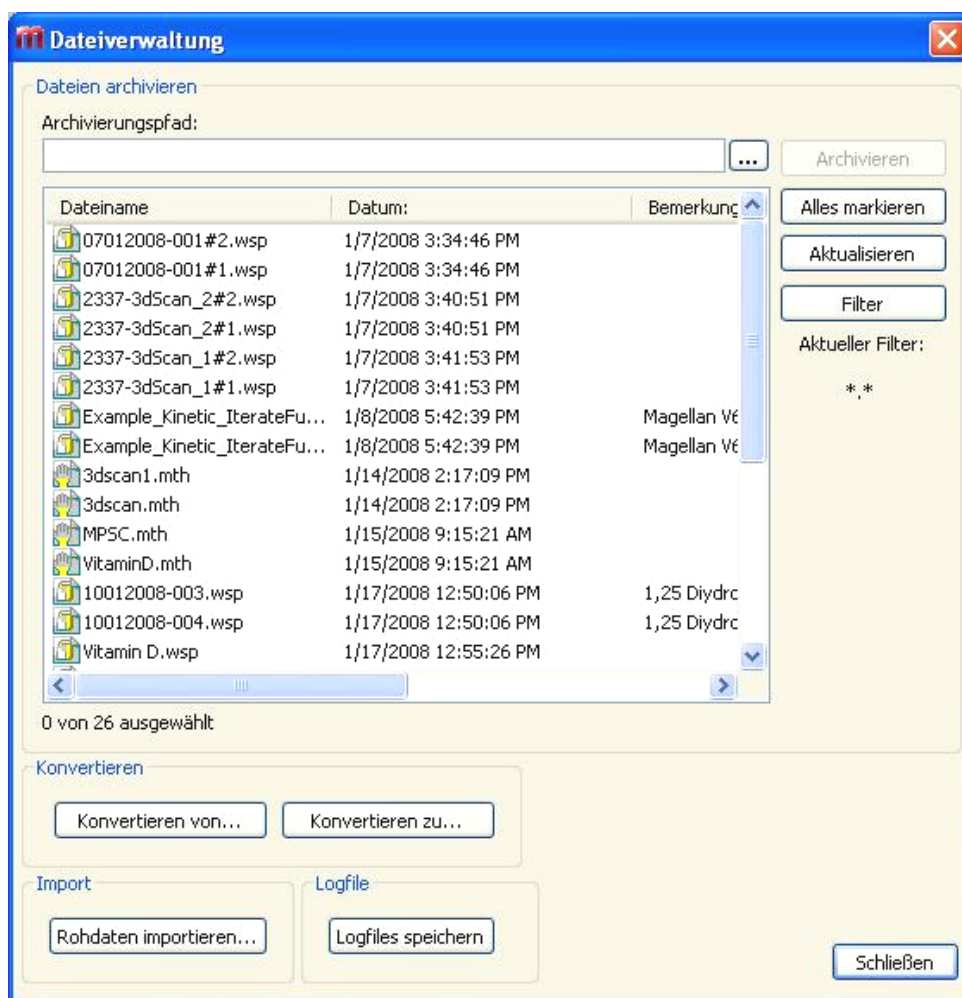 Dateiverwaltung
Dateien archivieren
Archivierungspfad:
...
Archivieren
Dateiname Datum: Bemerkung
Alles markieren
07012008-001#2.wsp 1/7/2008 3:34:46 PM
07012008-001#1.wsp 1/7/2008 3:34:46 PM
Aktualisieren
2337-3dScan_2#2.wsp 1/7/2008 3:40:51 PM
Filter
2337-3dScan_2#1.wsp 1/7/2008 3:40:51 PM
2337-3dScan_1#2.wsp 1/7/2008 3:41:53 PM
Aktueller Filter:
2337-3dScan_1#1.wsp 1/7/2008 3:41:53 PM
*.*
Example_Kinetic_IterateFu... 1/8/2008 5:42:39 PM Magellan V6
Example_Kinetic_IterateFu... 1/8/2008 5:42:39 PM Magellan V6
3dscan1.mth 1/14/2008 2:17:09 PM
3dscan.mth 1/14/2008 2:17:09 PM
MPSC.mth 1/15/2008 9:15:21 AM
VitaminD.mth 1/15/2008 9:15:21 AM
10012008-003.wsp 1/17/2008 12:50:06 PM 1,25 Diydrc
10012008-004.wsp 1/17/2008 12:50:06 PM 1,25 Diydrc
Vitamin D.wsp 1/17/2008 12:55:26 PM
0 von 26 ausgewählt
Konvertieren
Konvertieren von... Konvertieren zu...
Import Logfile
Rohdaten importieren... Logfiles speichern
Schließen